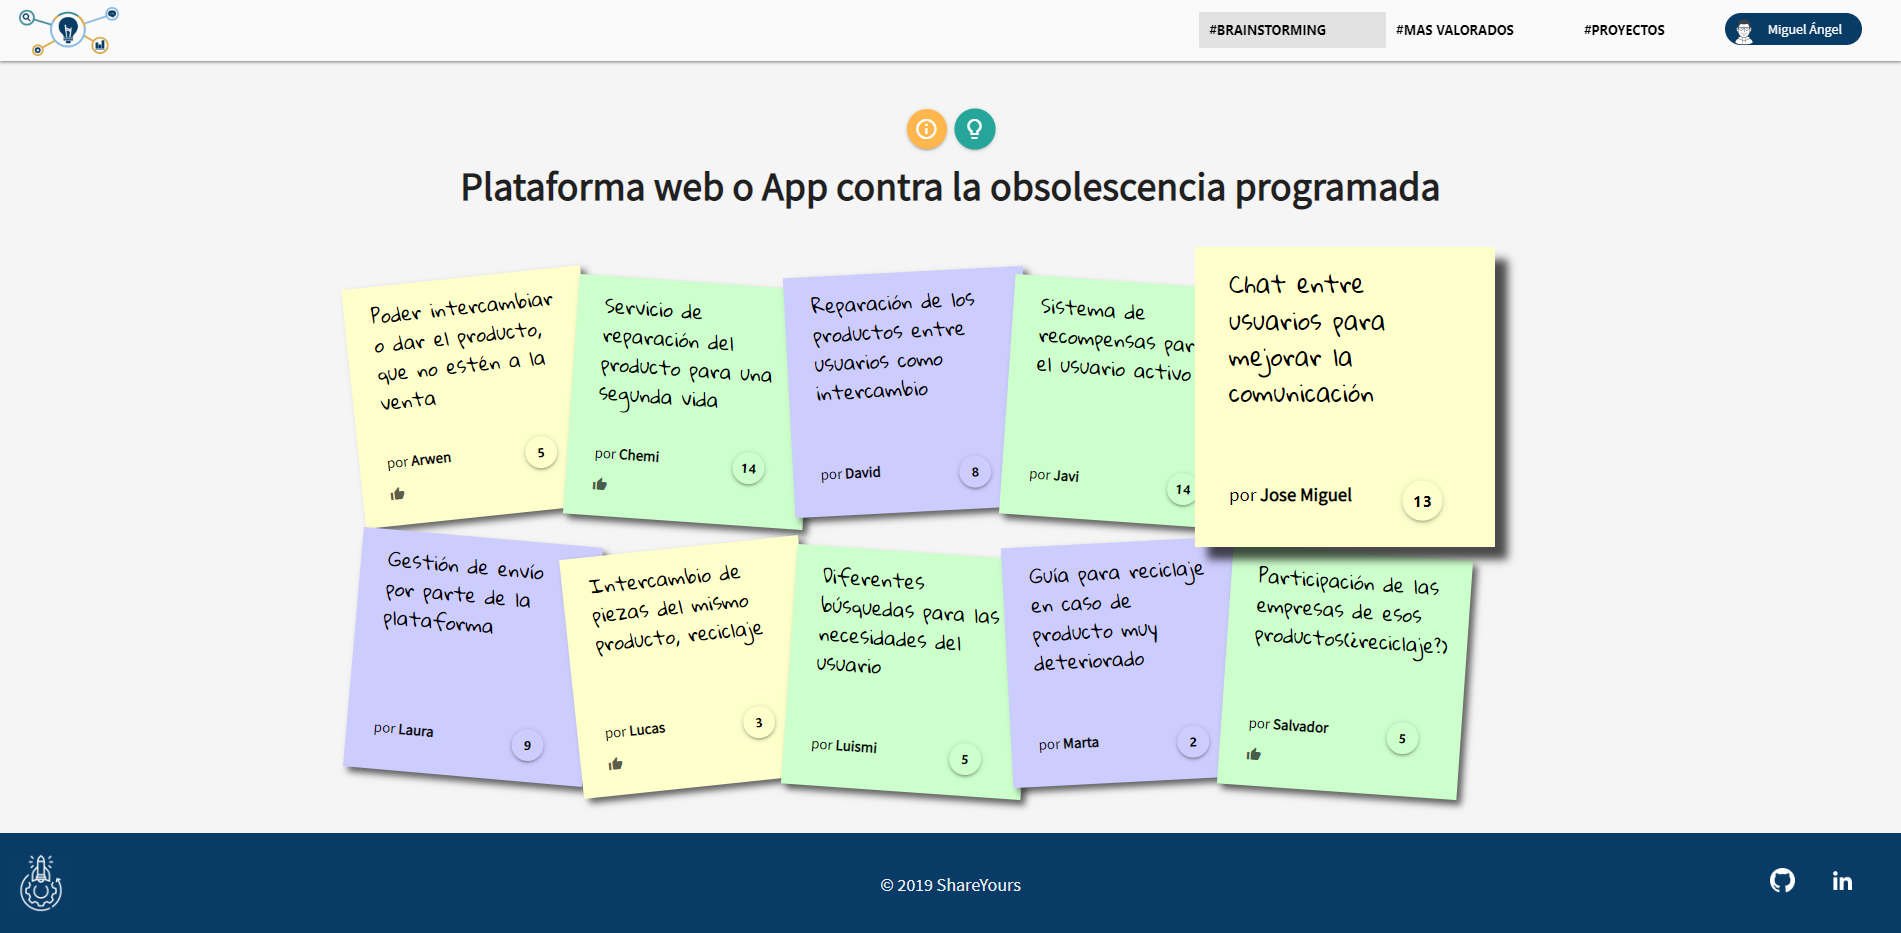 #BRAINSTORMING
#MAS VALORADOS
#PROYECTOS
Miguel Ángel
Plataforma web o App contra la obsolescencia programada
Poder intercambiar
o dar el producto,
que no estén a la
venta
por Arwen
5
Servicio de
reparación del
producto para una
segunda vida
por Chemi
14
Reparación de los
productos entre
usuarios como
intercambio
por David
8
Sistema de
recompensas par
el usuario activo
por Javi
14
Chat entre
usuarios para
mejorar la
comunicación
por Jose Miguel
13
Gestión de envío
por parte de la
plataforma
por Laura
9
Intercambio de
piezas del mismo
producto, reciclaje
por Lucas
3
Diferentes
búsquedas para las
necesidades del
usuario
por Luismi
5
Guía para reciclaje
en caso de
producto muy
deteriorado
por Marta
2
Participación de las
empresas de esos
productos(¿reciclaje?)
por Salvador
5
© 2019 ShareYours